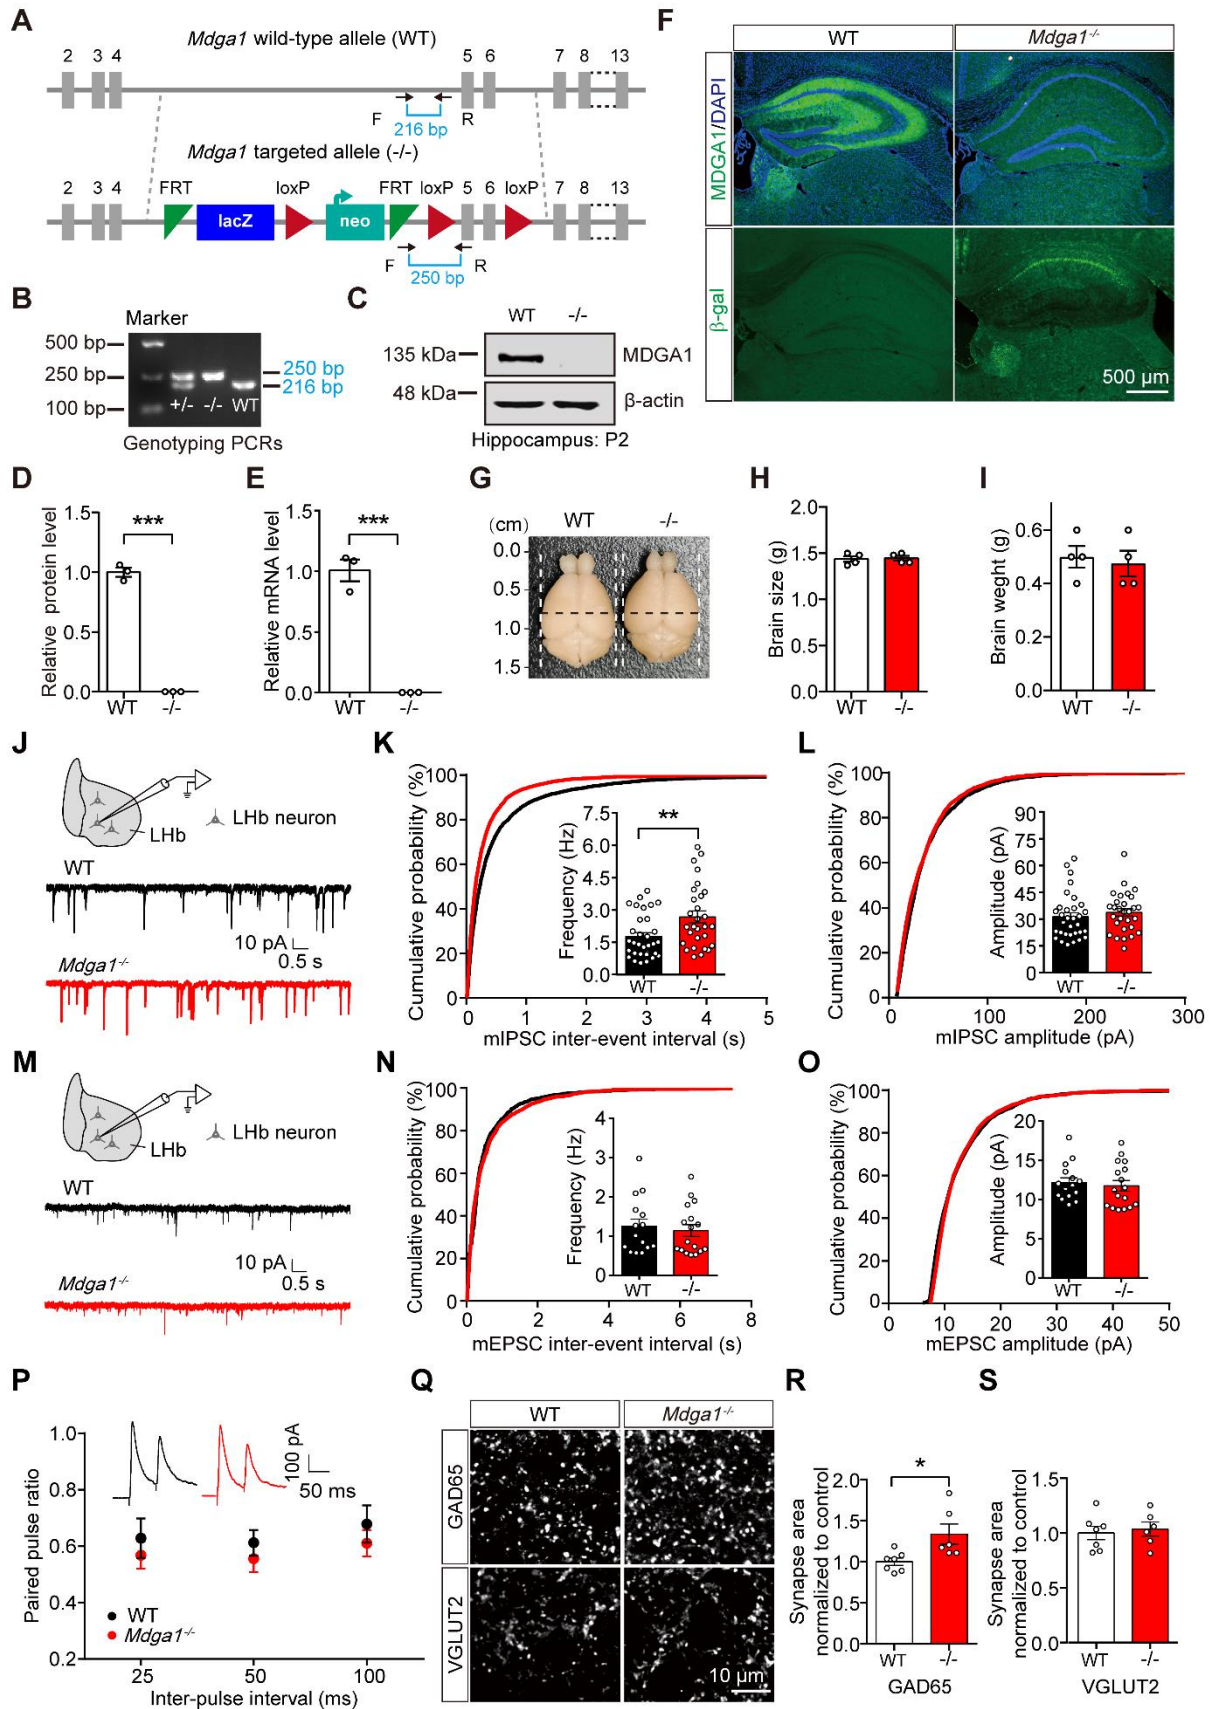 A
Mdga1 wild-type allele (WT)
2 3 4 5 6 7 8 13
F R
216 bp
Mdga1 targeted allele (-/-)
2 3 4 FRT loxP FRT loxP 5 6 loxP 7 8 13
lacZ neo
F R
250 bp
B
Marker
500 bp
250 bp
100 bp
250 bp
216 bp
+/- -/- WT
Genotyping PCRs
C
WT -/-
135 kDa
MDGA1
48 kDa
β-actin
Hippocampus: P2
F
WT Mdga1-/-
MDGA1/DAPI
β-gal
500 μm
D
Relative protein level
1.5
1.0
0.5
0.0
***
WT -/-
E
Relative mRNA level
1.5
1.0
0.5
0.0
***
WT -/-
G
(cm) WT -/-
0.0
0.5
1.0
1.5
H
Brain size (g)
2.0
1.5
1.0
0.5
0.0
WT -/-
I
Brain weght (g)
0.6
0.4
0.2
0.0
WT -/-
J
LHb
LHb neuron
WT
10 pA
0.5 s
Mdga1-/-
K
Cumulative probability (%)
100
80
60
40
20
0
0 1 2 3 4 5
mIPSC inter-event interval (s)
Frequency (Hz)
7.5
6.0
4.5
3.0
1.5
0.0
**
WT -/-
L
Cumulative probability (%)
100
80
60
40
20
0
0 100 200 300
mIPSC amplitude (pA)
Amplitude (pA)
90
75
60
45
30
15
0
WT -/-
M
LHb
LHb neuron
WT
10 pA
0.5 s
Mdga1-/-
N
Cumulative probability (%)
100
80
60
40
20
0
0 2 4 6 8
mEPSC inter-event interval (s)
Frequency (Hz)
4
3
2
1
0
WT -/-
O
Cumulative probability (%)
100
80
60
40
20
0
0 10 20 30 40 50
mEPSC amplitude (pA)
Amplitude (pA)
20
15
10
5
0
WT -/-
P
Paired pulse ratio
1.0
0.8
0.6
0.4
0.2
100 pA
50 ms
WT
Mdga1-/-
25 50 100
Inter-pulse interval (ms)
Q
WT Mdga1-/-
GAD65
VGLUT2
10 μm
R
Synapse area
normalized to control
2.0
1.5
1.0
0.5
0.0
*
WT -/-
GAD65
S
Synapse area
normalized to control
1.5
1.0
0.5
0.0
WT -/-
VGLUT2